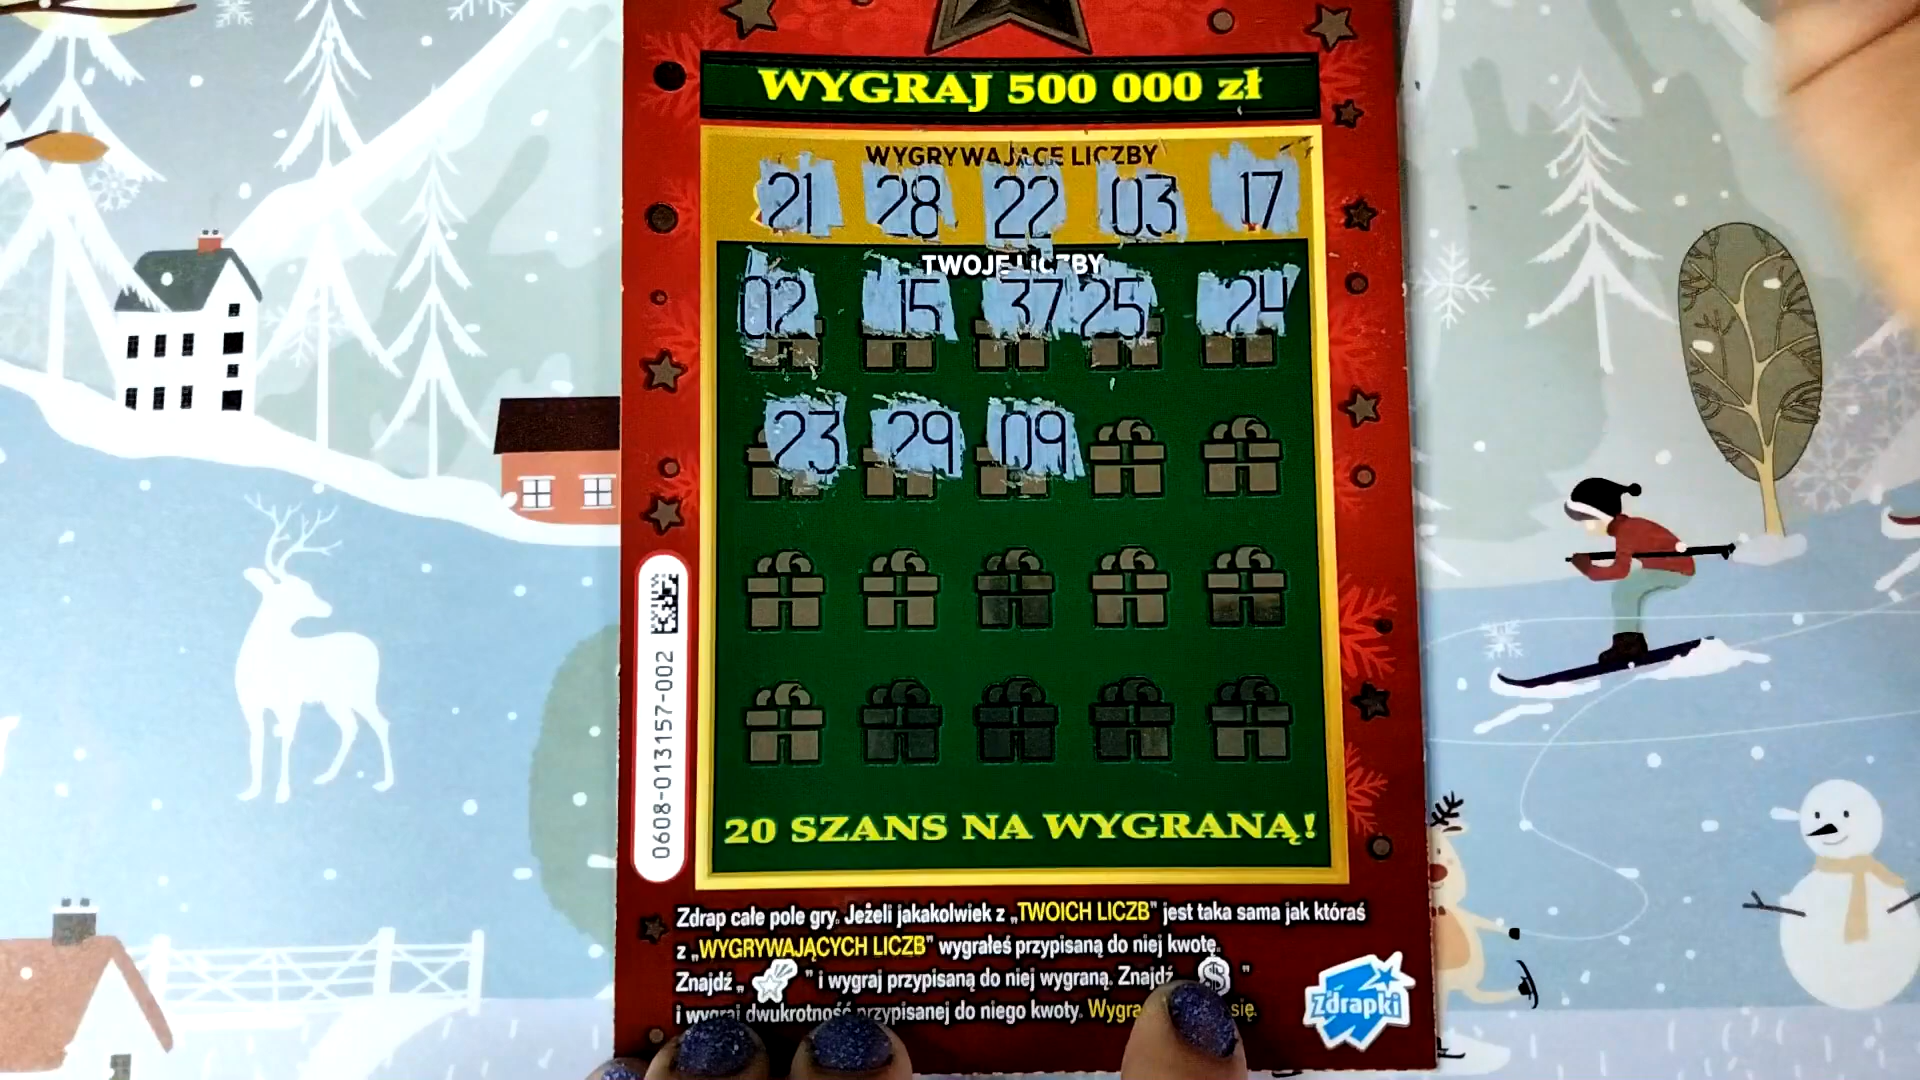 WYGRAJ 500 000 zł
WYGRYWAJĄCE LICZBY
21 28 22 03 17
TWOJE LICZBY
02 15 37 25 24
23 29 09
20 SZANS NA WYGRANĄ!
0608-013157-002
Zdrap całe pole gry. Jeżeli jakakolwiek z „TWOICH LICZB" jest taka sama jak któraś
z „WYGRYWAJĄCYCH LICZB" wygrałeś przypisaną do niej kwotę.
Znajdź „ " i wygraj przypisaną do niej wygraną. Znajdź „ $ "
i wygraj dwukrotność przypisanej do niego kwoty. się.
Zdrapki